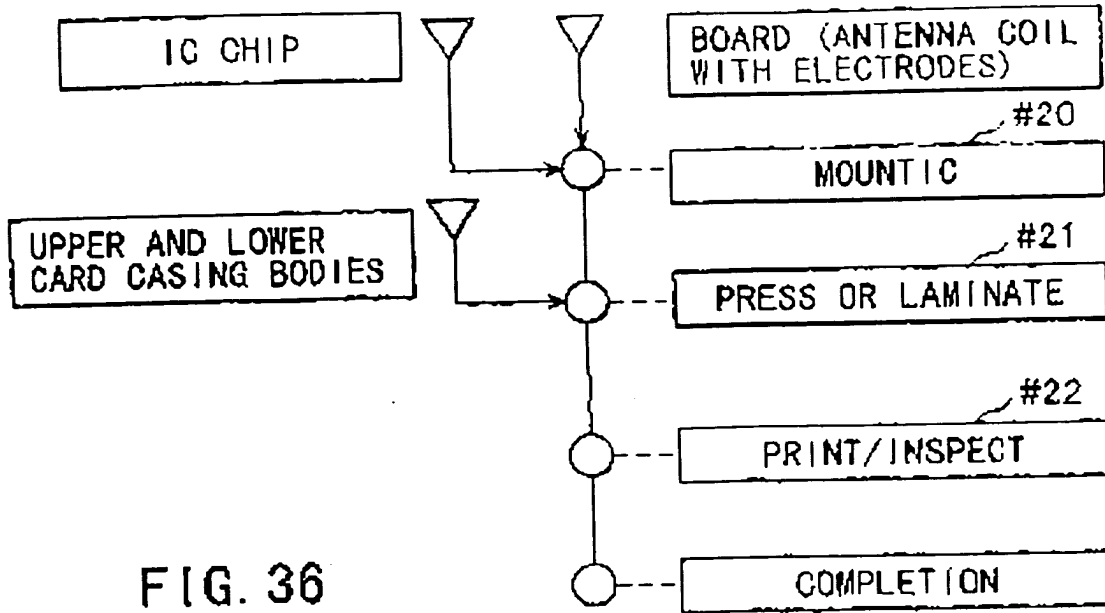 IC CHIP
BOARD (ANTENNA COIL
WITH ELECTRODES)
#20
MOUNTIC
UPPER AND LOWER
CARD CASING BODIES
#21
PRESS OR LAMINATE
#22
PRINT/INSPECT
COMPLETION
FIG. 36